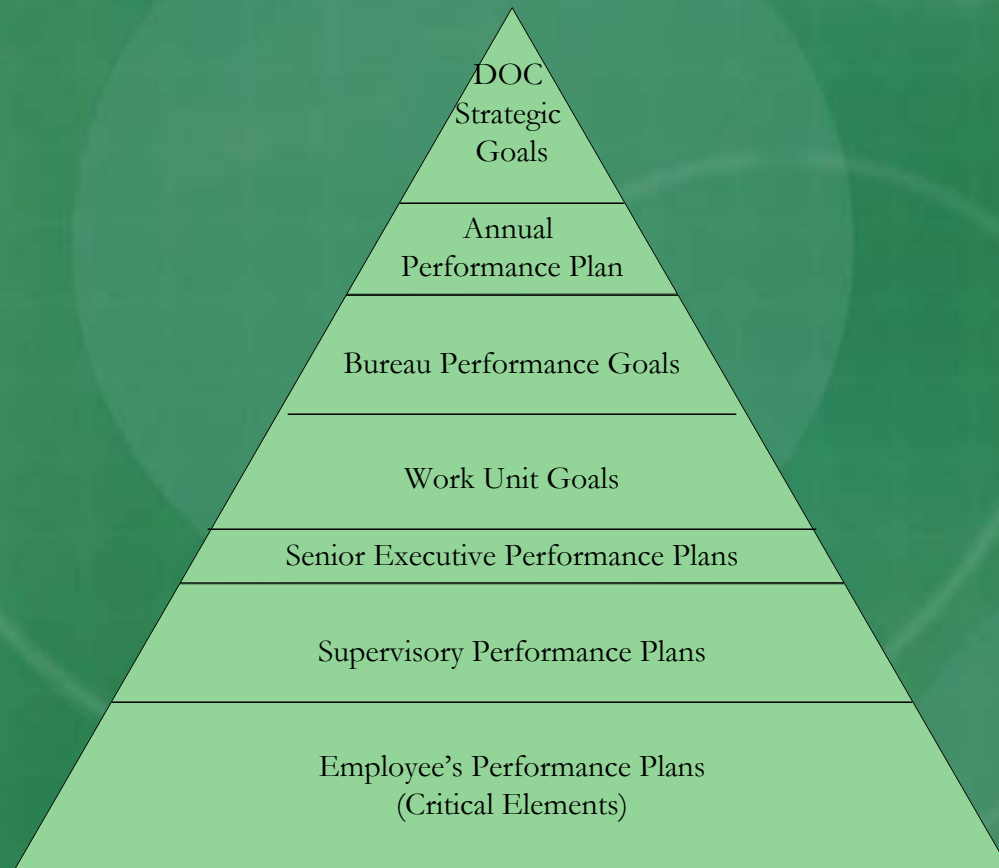 DOC
Strategic
Goals
Annual
Performance Plan
Bureau Performance Goals
Work Unit Goals
Senior Executive Performance Plans
Supervisory Performance Plans
Employee’s Performance Plans
(Critical Elements)